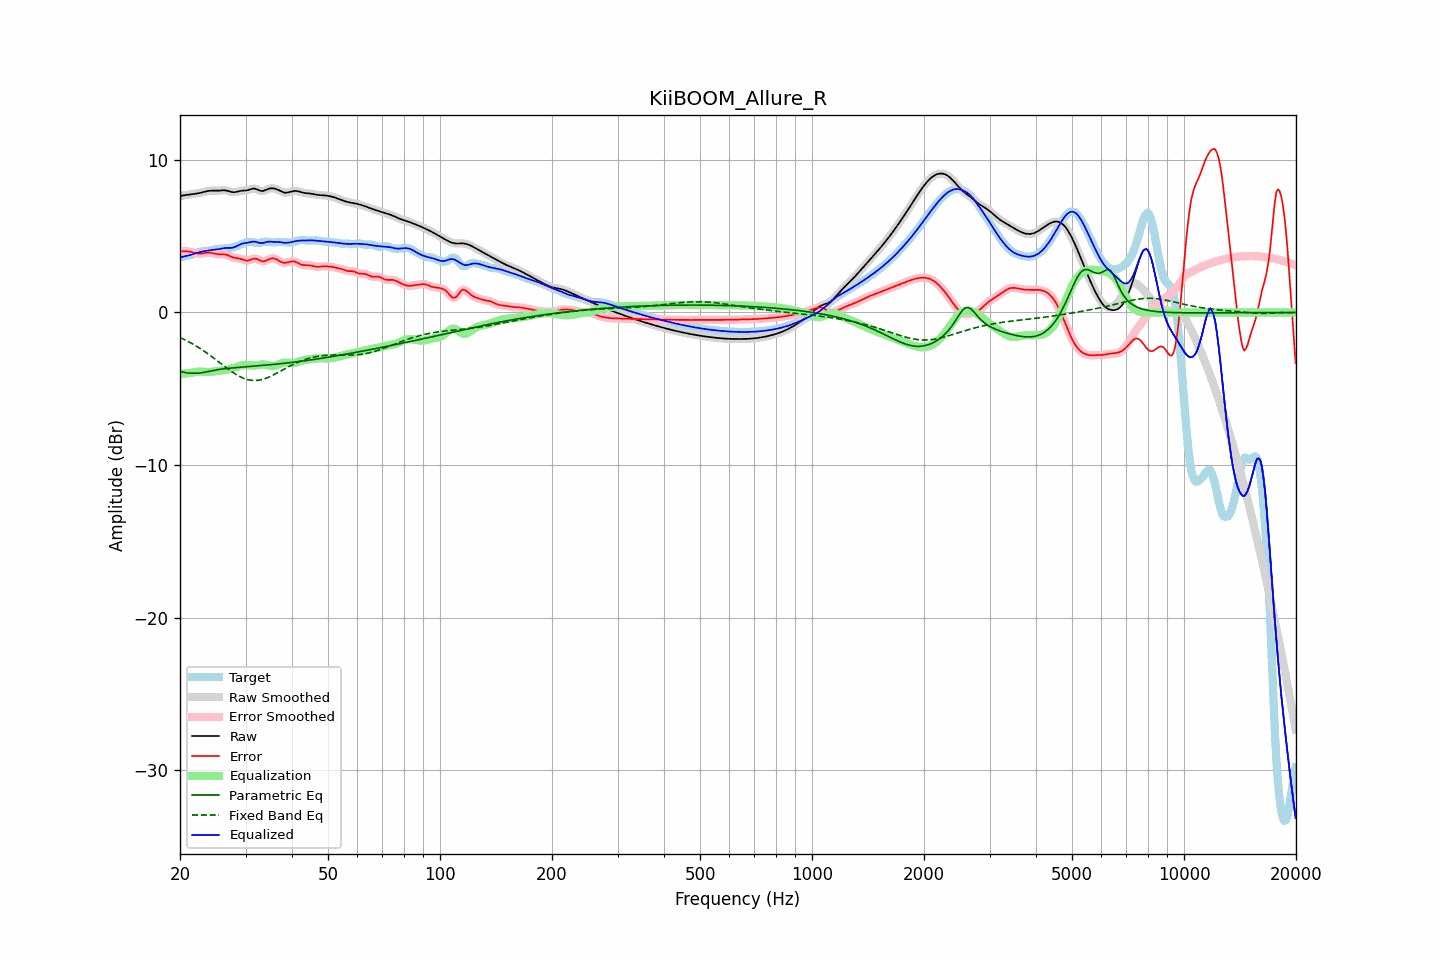 KiiBOOM_Allure_R
Amplitude (dBr)
10
0
−10
−20
−30
Target
Raw Smoothed
Error Smoothed
Raw
Error
Equalization
Parametric Eq
Fixed Band Eq
Equalized
20 50 100 200 500 1000 2000 5000 10000 20000
Frequency (Hz)